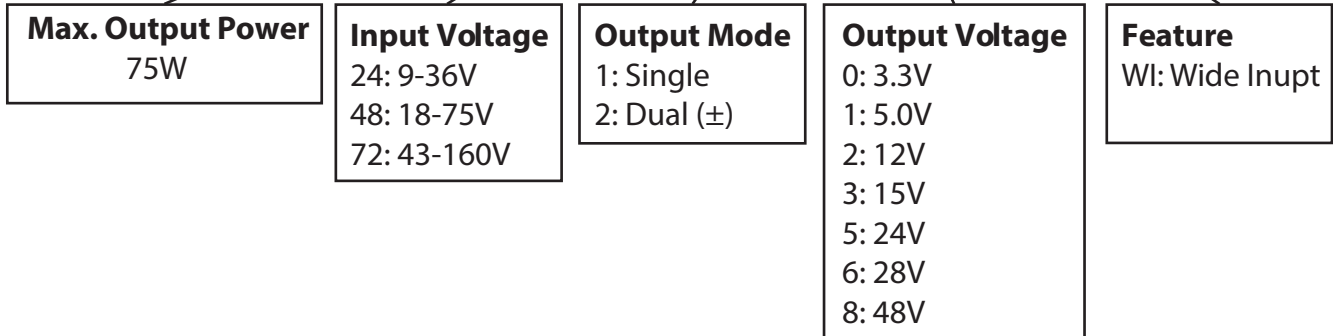 Max. Output Power
75W
Input Voltage
24: 9-36V
48: 18-75V
72: 43-160V
Output Mode
1: Single
2: Dual (±)
Output Voltage
0: 3.3V
1: 5.0V
2: 12V
3: 15V
5: 24V
6: 28V
8: 48V
Feature
WI: Wide Inupt